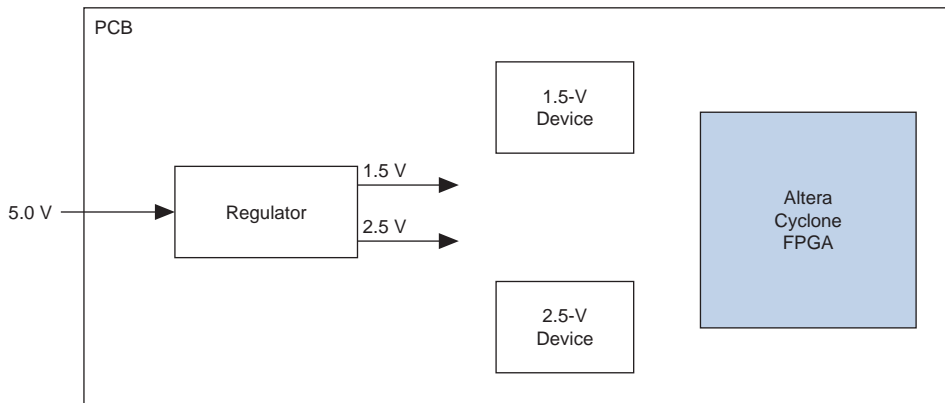 PCB
1.5-V
Device
1.5 V
5.0 V
Regulator
2.5 V
Altera
Cyclone
FPGA
2.5-V
Device